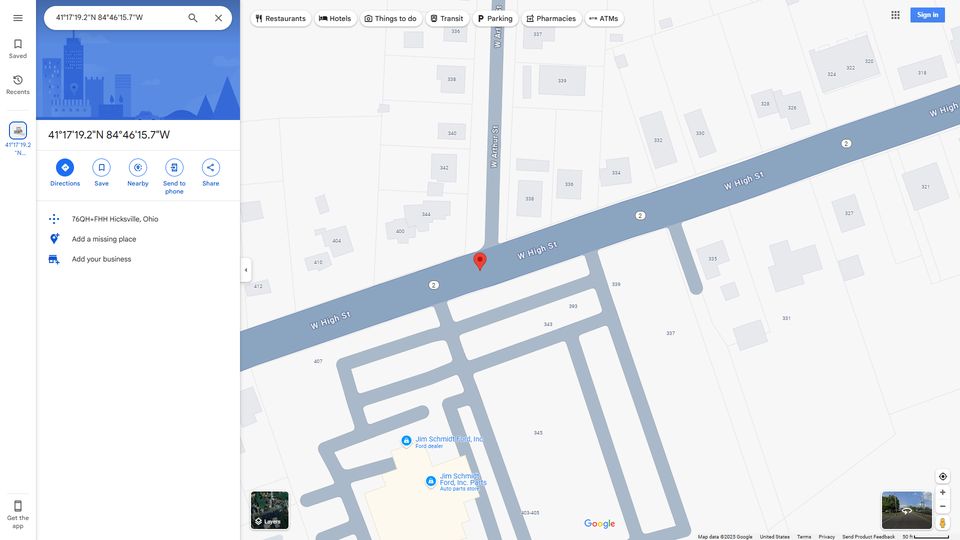 41°17'19.2"N 84°46'15.7"W
Restaurants
Hotels
Things to do
Transit
Parking
Pharmacies
ATMs
Sign in
Saved
Recents
41°17'19.2
"N...
41°17'19.2"N 84°46'15.7"W
Directions
Save
Nearby
Send to
phone
Share
76QH+FHH Hicksville, Ohio
Add a missing place
Add your business
Get the
app
Layers
336
337
338
339
340
342
344
400
404
410
412
W Arthur St
338
336
334
332
330
328
326
324
322
320
318
W High St
2
W High St
2
321
327
W High St
2
335
331
337
339
393
343
W High St
407
345
403-405
Jim Schmidt Ford, Inc.
Ford dealer
Jim Schmidt
Ford, Inc. Parts
Auto parts store
Google
Map data ©2025 Google
United States
Terms
Privacy
Send Product Feedback
50 ft